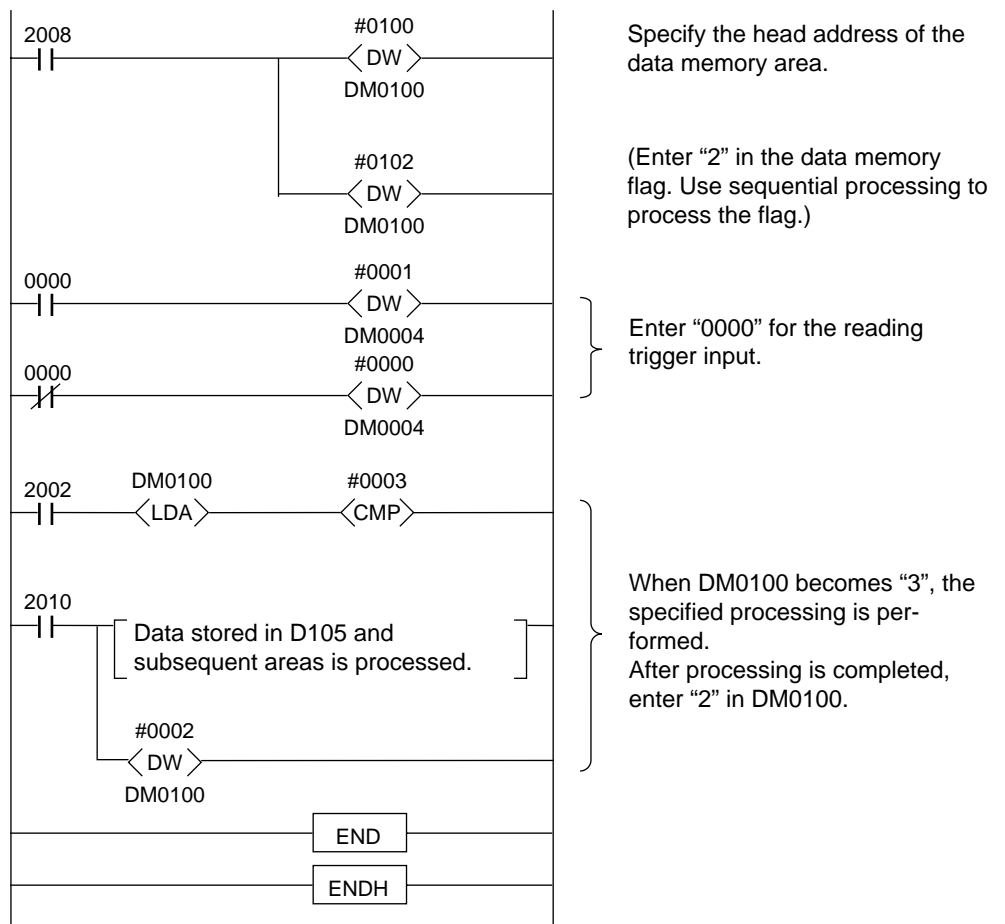 2008
#0100
DW
DM0100
Specify the head address of the
data memory area.
#0102
DW
DM0100
(Enter “2” in the data memory
flag. Use sequential processing to
process the flag.)
0000
#0001
DW
DM0004
0000
#0000
DW
DM0004
Enter “0000” for the reading
trigger input.
2002
DM0100
LDA
#0003
CMP
2010
Data stored in D105 and
subsequent areas is processed.
#0002
DW
DM0100
When DM0100 becomes “3”, the
specified processing is per-
formed.
After processing is completed,
enter “2” in DM0100.
END
ENDH